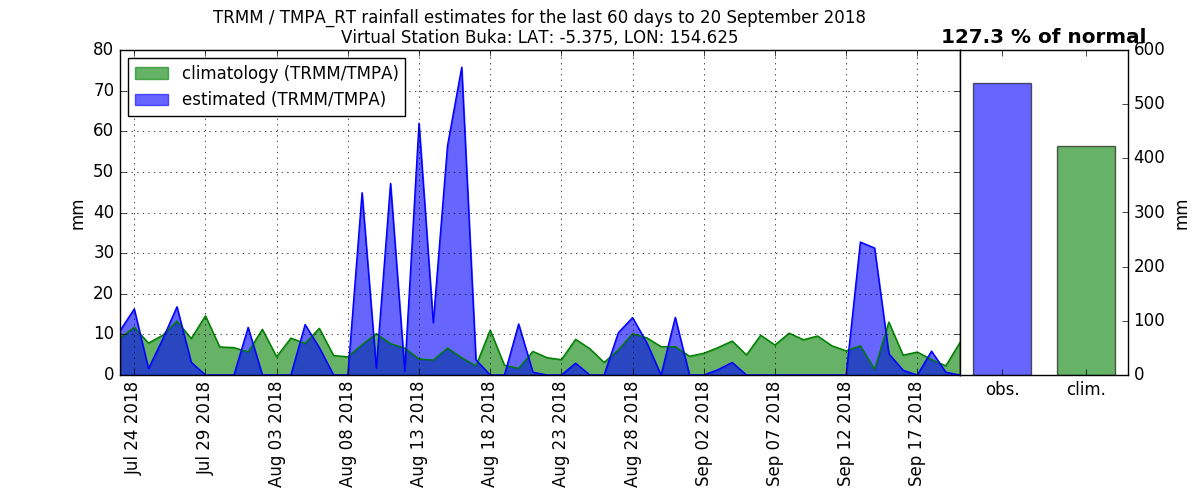 TRMM / TMPA_RT rainfall estimates for the last 60 days to 20 September 2018
Virtual Station Buka: LAT: -5.375, LON: 154.625
127.3 % of normal
climatology (TRMM/TMPA)
estimated (TRMM/TMPA)
mm
80
70
60
50
40
30
20
10
0
Jul 24 2018
Jul 29 2018
Aug 03 2018
Aug 08 2018
Aug 13 2018
Aug 18 2018
Aug 23 2018
Aug 28 2018
Sep 02 2018
Sep 07 2018
Sep 12 2018
Sep 17 2018
obs.
clim.
600
500
400
300
200
100
0
mm